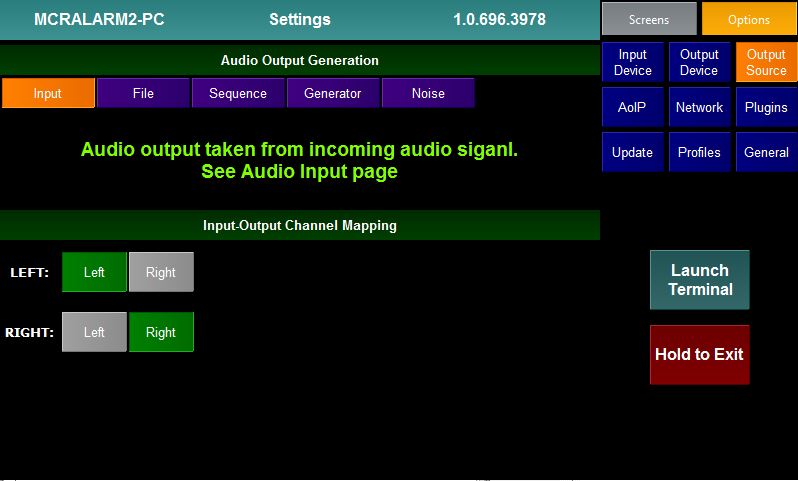 MCRALARM2-PC Settings 1.0.696.3978
Screens Options
Audio Output Generation
Input File Sequence Generator Noise
Input Device
Output Device
Output Source
AoIP Network Plugins
Update Profiles General
Audio output taken from incoming audio siganl.
See Audio Input page
Input-Output Channel Mapping
LEFT: Left Right
RIGHT: Left Right
Launch
Terminal
Hold to Exit